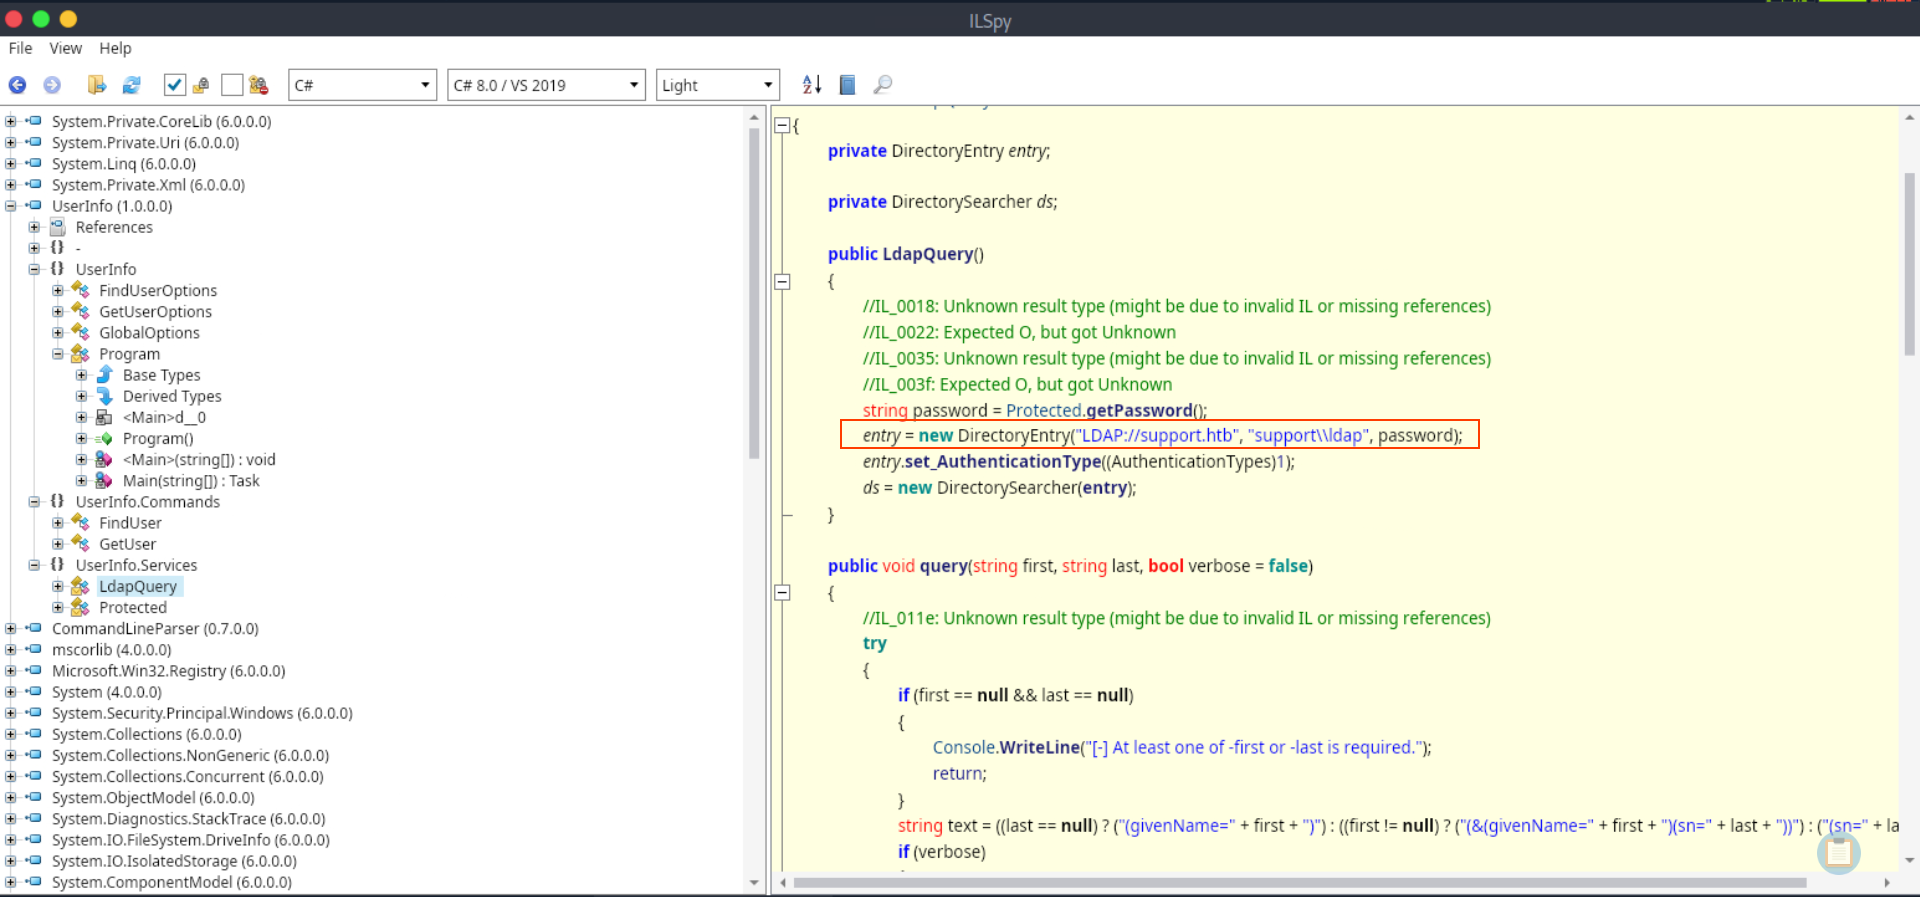 ILSpy
File View Help
C# C# 8.0 / VS 2019 Light
System.Private.CoreLib (6.0.0.0)
System.Private.Uri (6.0.0.0)
System.Linq (6.0.0.0)
System.Private.Xml (6.0.0.0)
UserInfo (1.0.0.0)
References
{} -
{} UserInfo
FindUserOptions
GetUserOptions
GlobalOptions
Program
Base Types
Derived Types
<Main>d__0
Program()
<Main>(string[]) : void
Main(string[]) : Task
{} UserInfo.Commands
FindUser
GetUser
{} UserInfo.Services
LdapQuery
Protected
CommandLineParser (0.7.0.0)
mscorlib (4.0.0.0)
Microsoft.Win32.Registry (6.0.0.0)
System (4.0.0.0)
System.Security.Principal.Windows (6.0.0.0)
System.Collections (6.0.0.0)
System.Collections.NonGeneric (6.0.0.0)
System.Collections.Concurrent (6.0.0.0)
System.ObjectModel (6.0.0.0)
System.Diagnostics.StackTrace (6.0.0.0)
System.IO.FileSystem.DriveInfo (6.0.0.0)
System.IO.IsolatedStorage (6.0.0.0)
System.ComponentModel (6.0.0.0)
{
private DirectoryEntry entry;
private DirectorySearcher ds;
public LdapQuery()
{
//IL_0018: Unknown result type (might be due to invalid IL or missing references)
//IL_0022: Expected O, but got Unknown
//IL_0035: Unknown result type (might be due to invalid IL or missing references)
//IL_003f: Expected O, but got Unknown
string password = Protected.getPassword();
entry = new DirectoryEntry("LDAP://support.htb", "support\\ldap", password);
entry.set_AuthenticationType((AuthenticationTypes)1);
ds = new DirectorySearcher(entry);
}
public void query(string first, string last, bool verbose = false)
{
//IL_011e: Unknown result type (might be due to invalid IL or missing references)
try
{
if (first == null && last == null)
{
Console.WriteLine("[-] At least one of -first or -last is required.");
return;
}
string text = ((last == null) ? ("(givenName=" + first + ")") : ((first != null) ? ("(&(givenName=" + first + ")(sn=" + last + "))") : ("(sn=" + la
if (verbose)